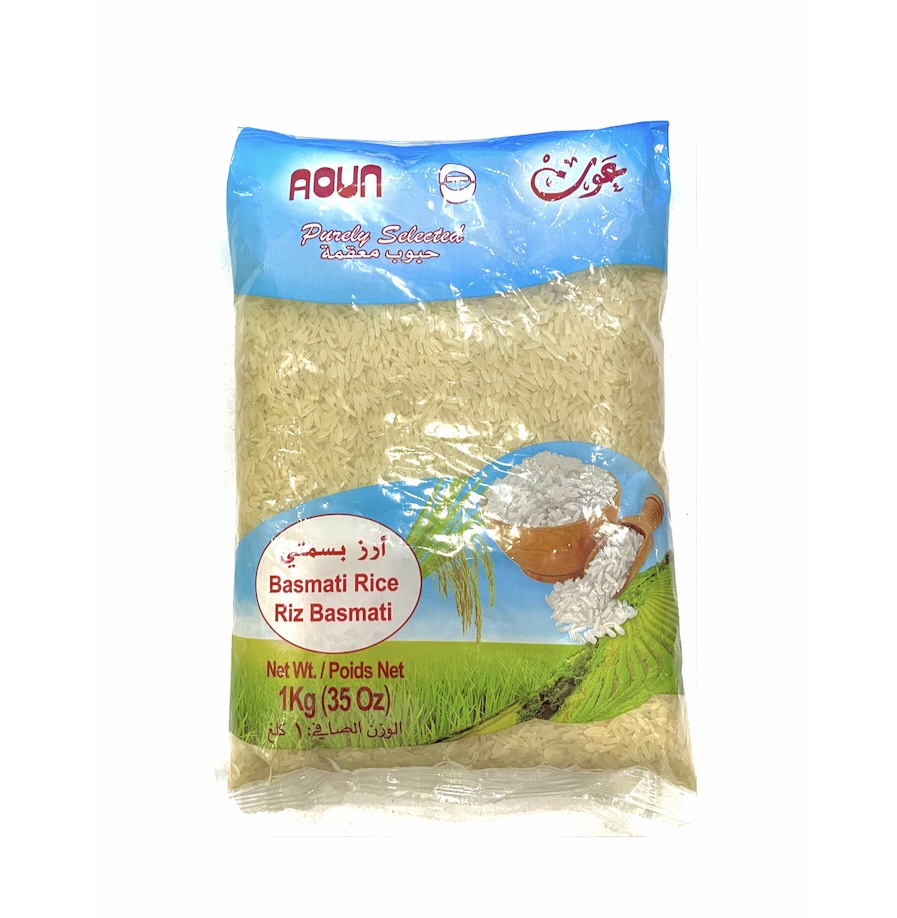 AOUN
عون
Purely Selected
حبوب معقمة
أرز بسمتي
Basmati Rice
Riz Basmati
Net Wt. / Poids Net
1Kg (35 Oz)
الوزن الصافي: ١ كلغ